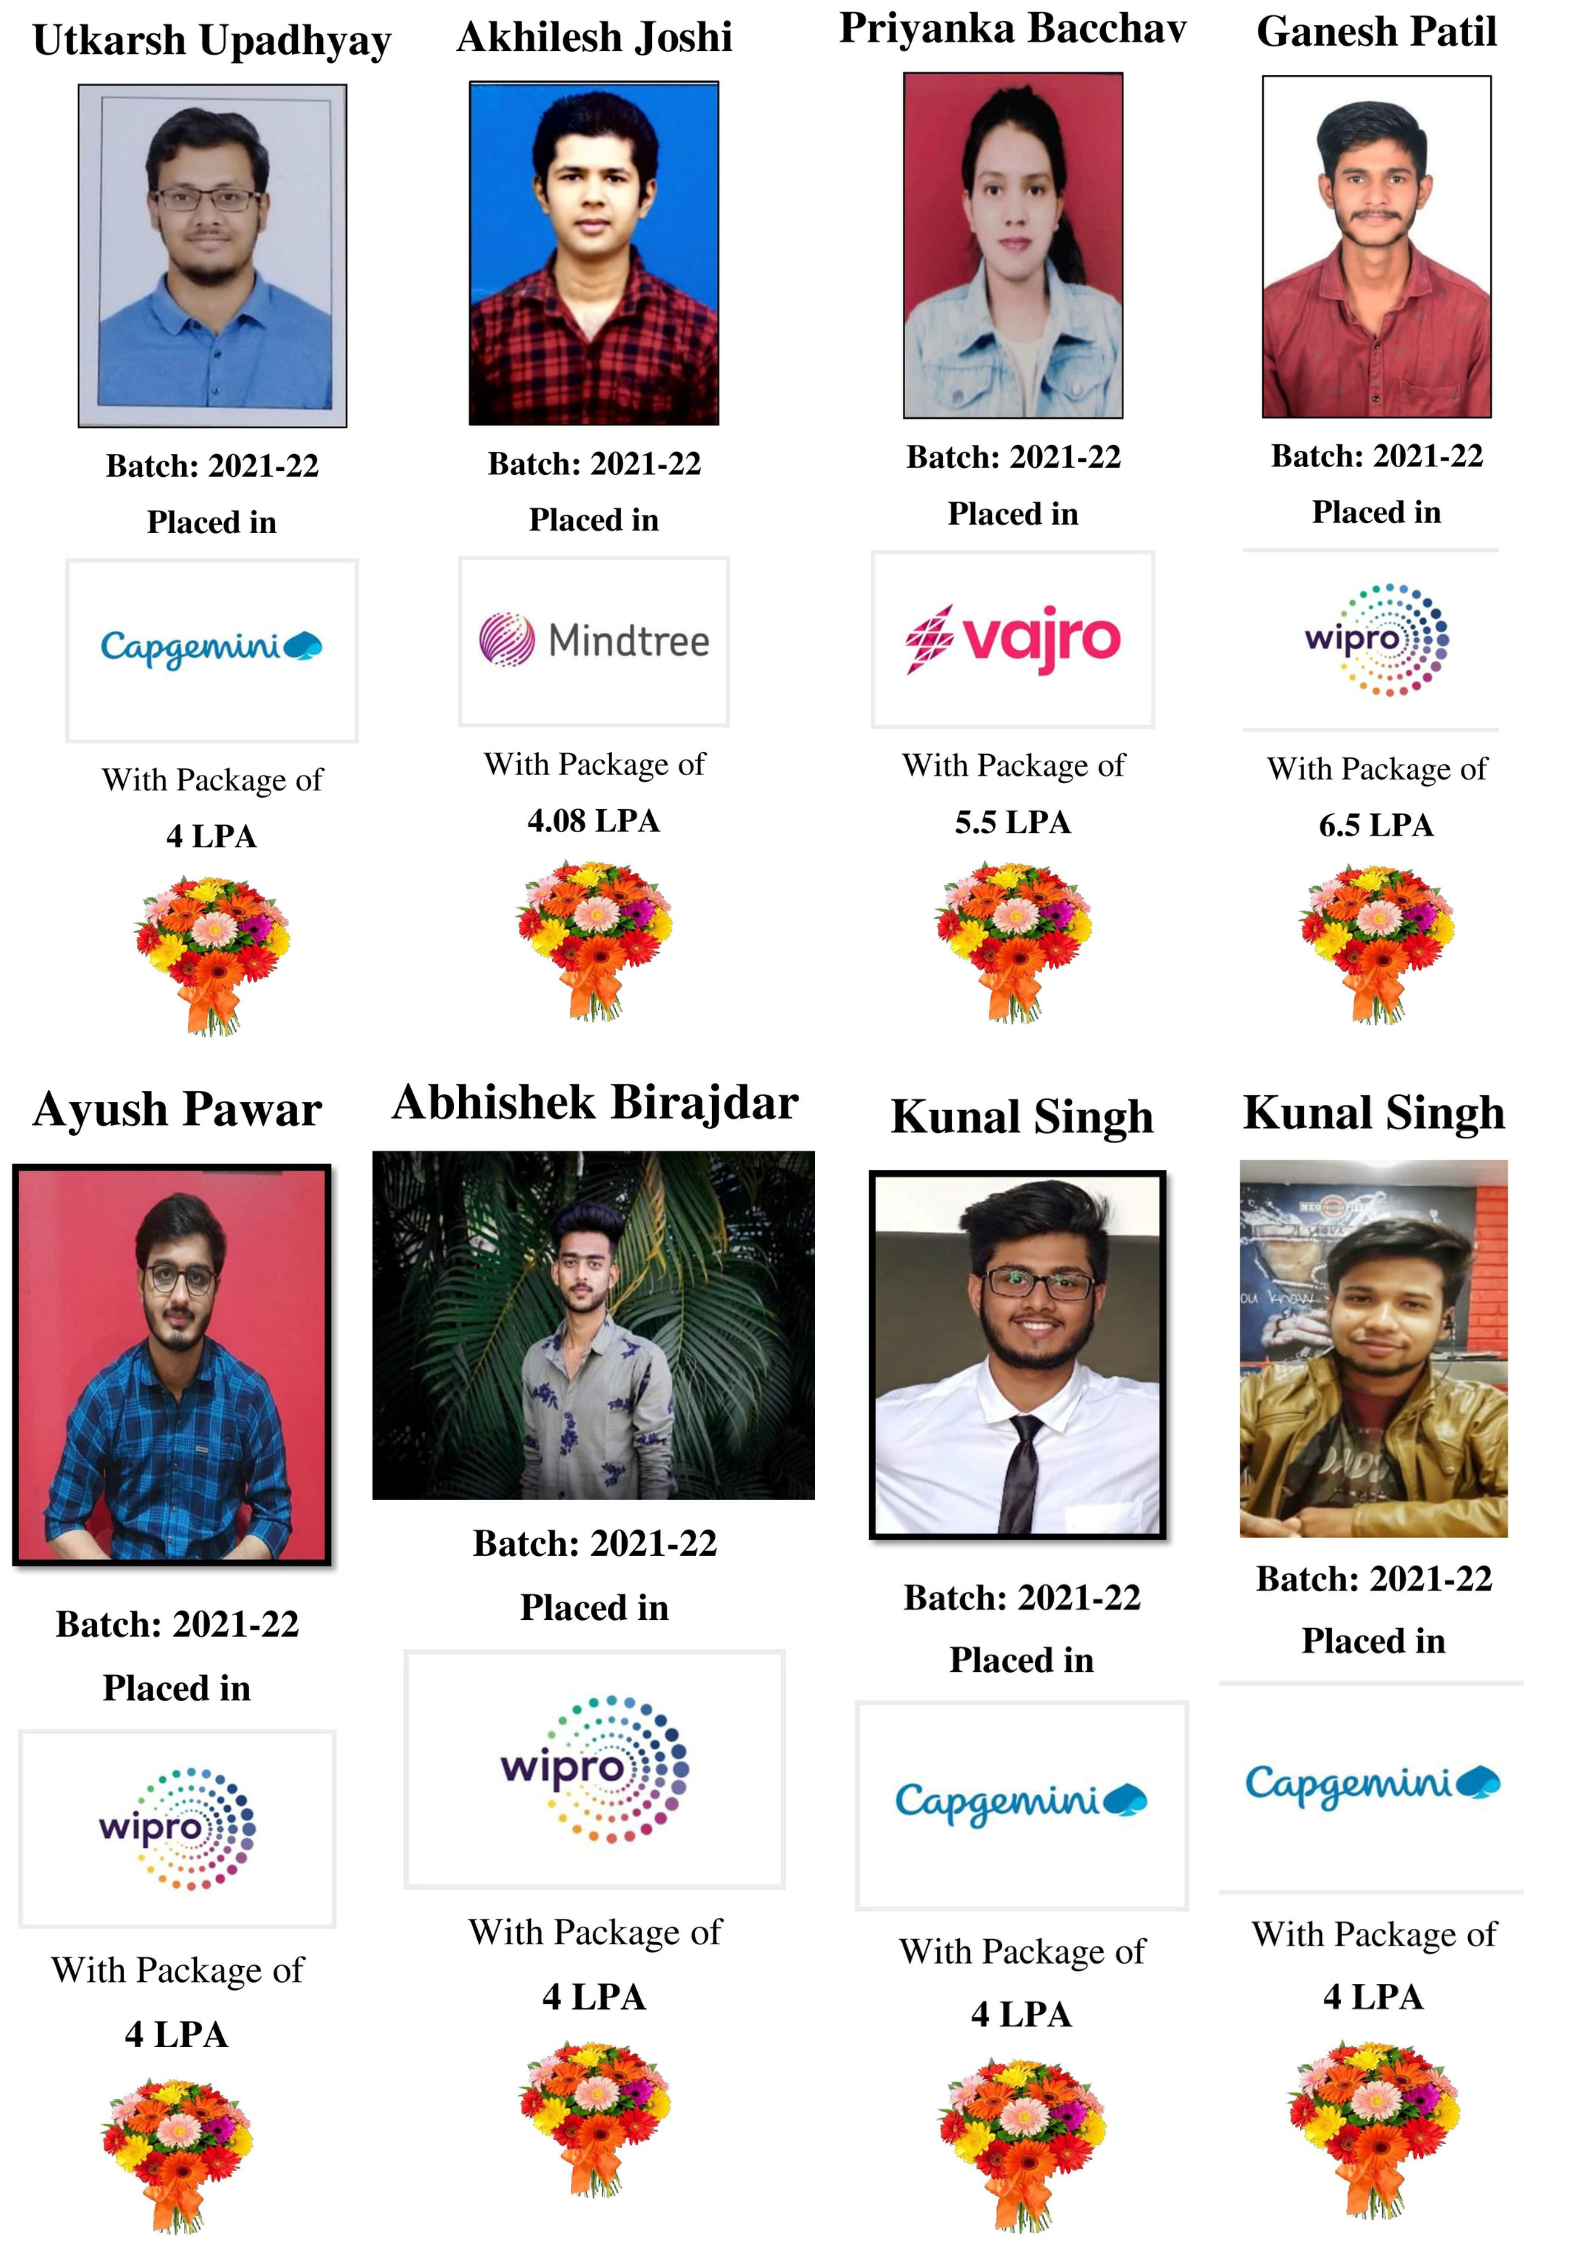 Utkarsh Upadhyay
Batch: 2021-22
Placed in
Capgemini
With Package of
4 LPA
Akhilesh Joshi
Batch: 2021-22
Placed in
Mindtree
With Package of
4.08 LPA
Priyanka Bacchav
Batch: 2021-22
Placed in
vajro
With Package of
5.5 LPA
Ganesh Patil
Batch: 2021-22
Placed in
wipro
With Package of
6.5 LPA
Ayush Pawar
Batch: 2021-22
Placed in
wipro
With Package of
4 LPA
Abhishek Birajdar
Batch: 2021-22
Placed in
wipro
With Package of
4 LPA
Kunal Singh
Batch: 2021-22
Placed in
Capgemini
With Package of
4 LPA
Kunal Singh
ou know
Batch: 2021-22
Placed in
Capgemini
With Package of
4 LPA